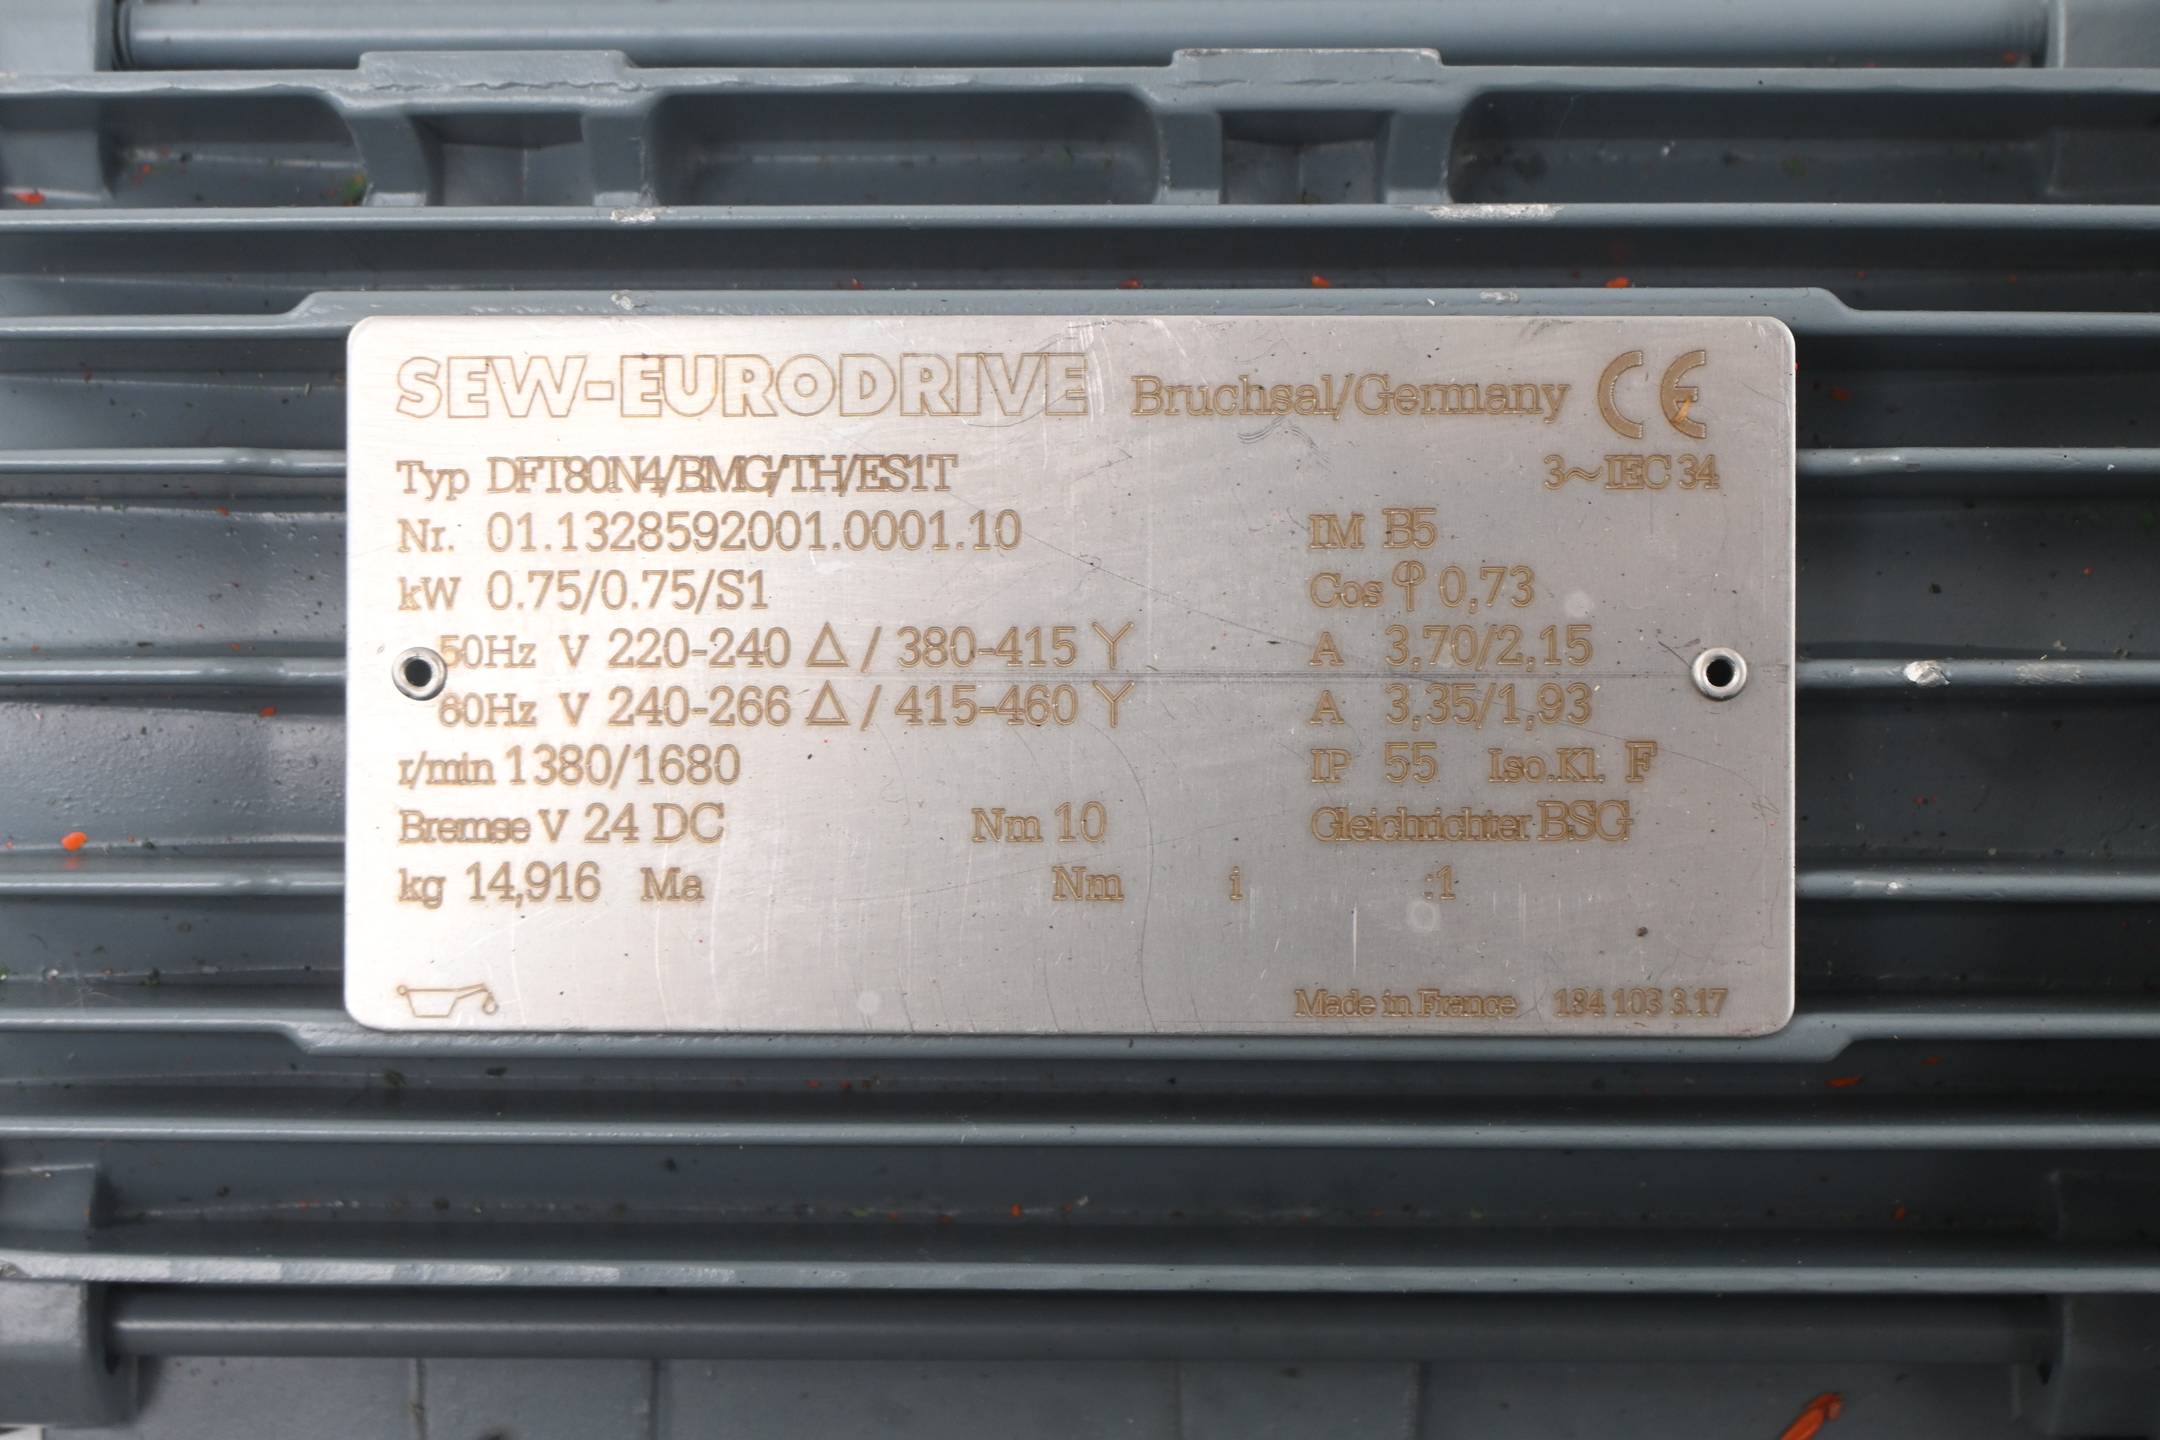 SEW-EURODRIVE Bruchsal/Germany CE
Typ DFT80N4/BMG/TH/ES1T 3~IEC 34
Nr. 01.1328592001.0001.10 IM B5
kW 0.75/0.75/S1 Cos φ 0,73
50Hz V 220-240 Δ / 380-415 Y A 3,70/2,15
60Hz V 240-266 Δ / 415-460 Y A 3,35/1,93
r/min 1380/1680 IP 55 Iso.Kl. F
Bremse V 24 DC Nm 10 Gleichrichter BSG
kg 14,916 Ma Nm i :1
Made in France 184 103 3.17